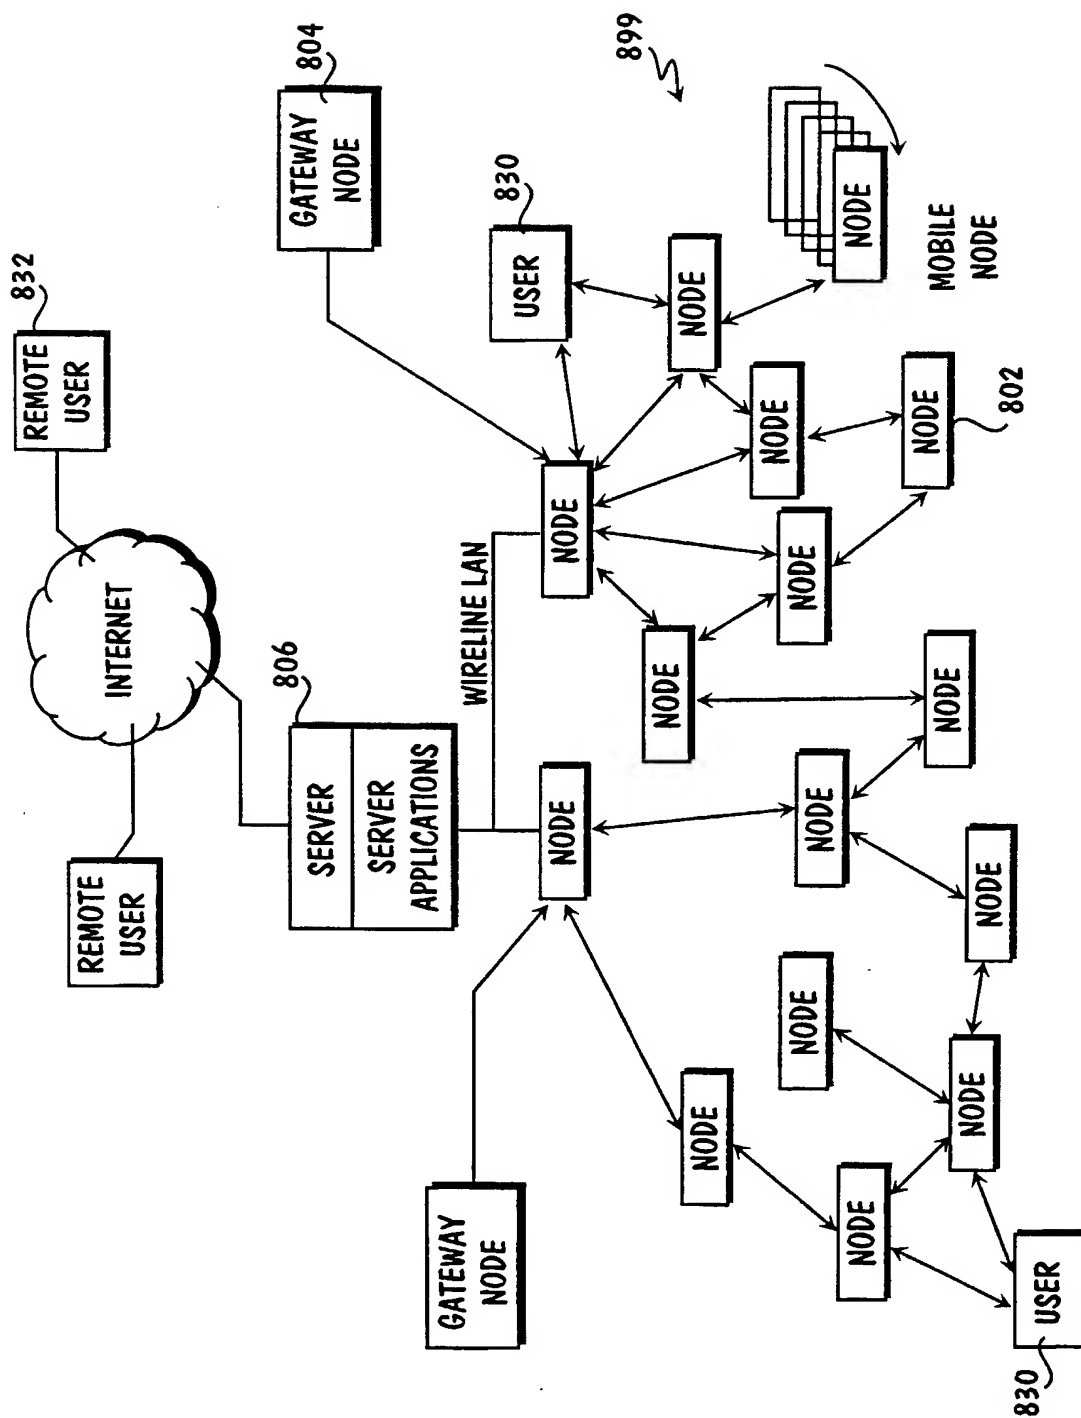 832
REMOTE
USER
REMOTE
USER
INTERNET
804
GATEWAY
NODE
806
SERVER
SERVER
APPLICATIONS
GATEWAY
NODE
WIRELINE LAN
830
USER
NODE
NODE
899
NODE
NODE
NODE
NODE
NODE
NODE
NODE
NODE
NODE
NODE
MOBILE
NODE
NODE
NODE
NODE
802
830
USER